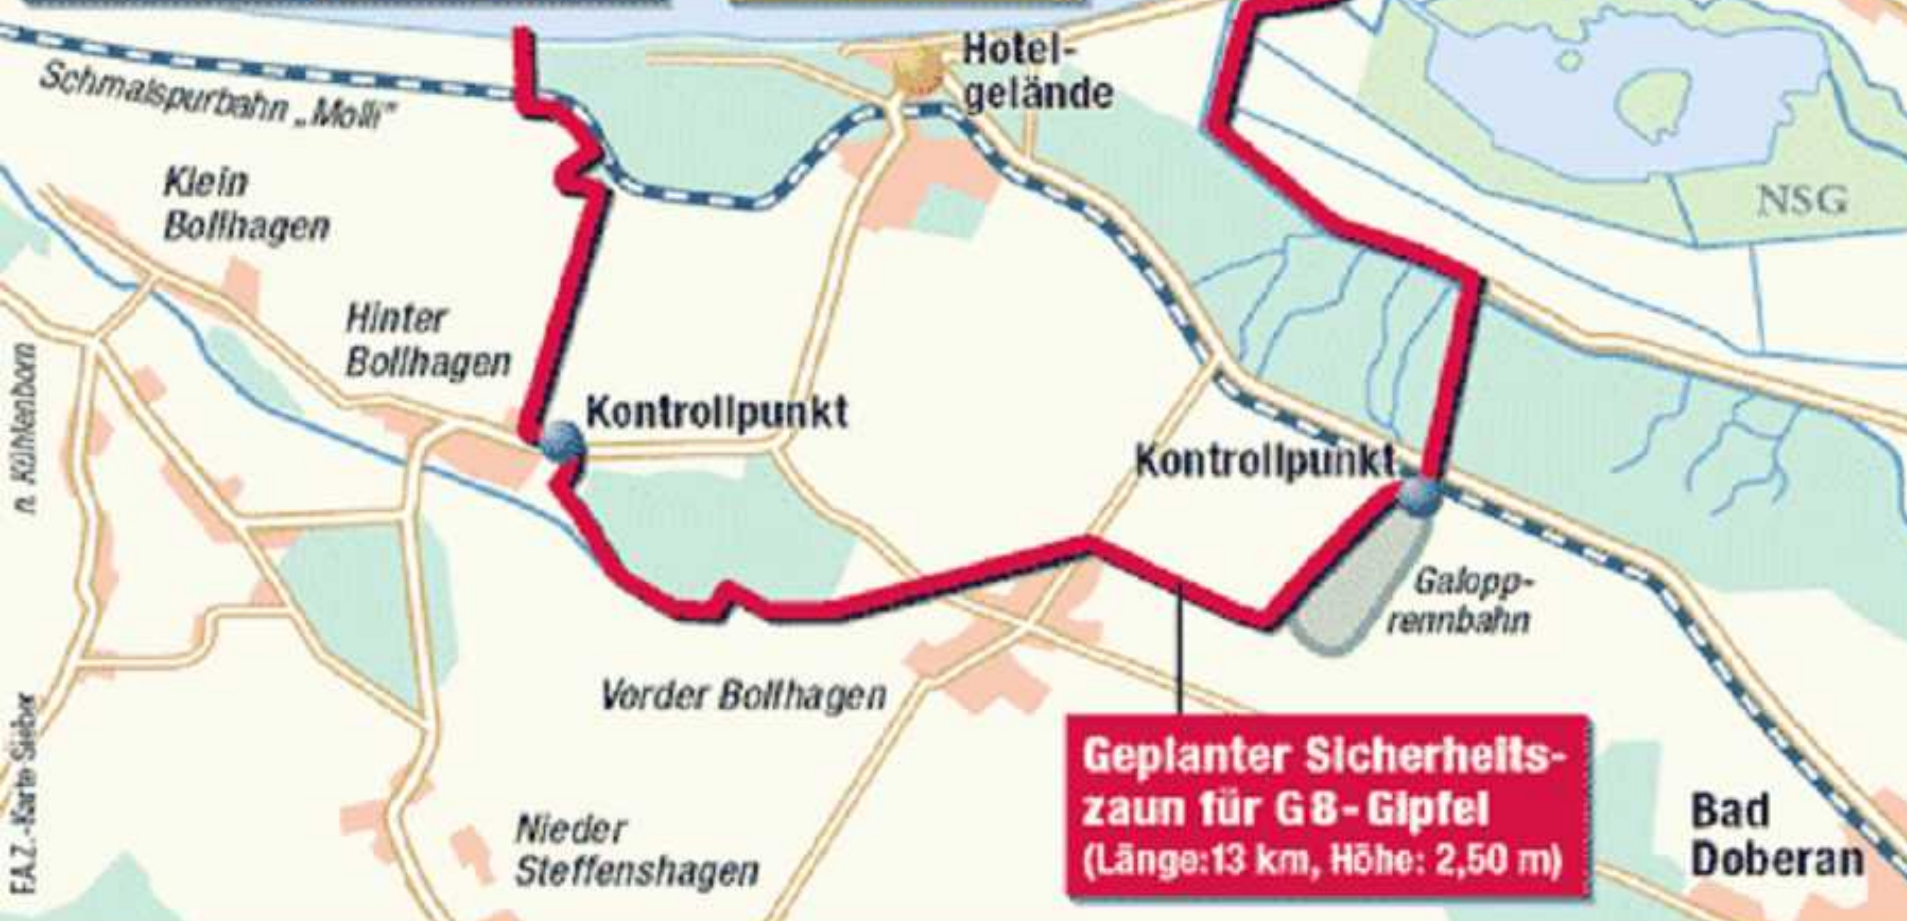 Hotel-
gelände
Schmalspurbahn „Molli“
Klein
Bollhagen
NSG
Hinter
Bollhagen
n. Kühlenborn
Kontrollpunkt
Kontrollpunkt
Galopp-
rennbahn
Vorder Bollhagen
F.A.Z.-Karte Sieber
Geplanter Sicherheits-
zaun für G8-Gipfel
(Länge:13 km, Höhe: 2,50 m)
Nieder
Steffenshagen
Bad
Doberan